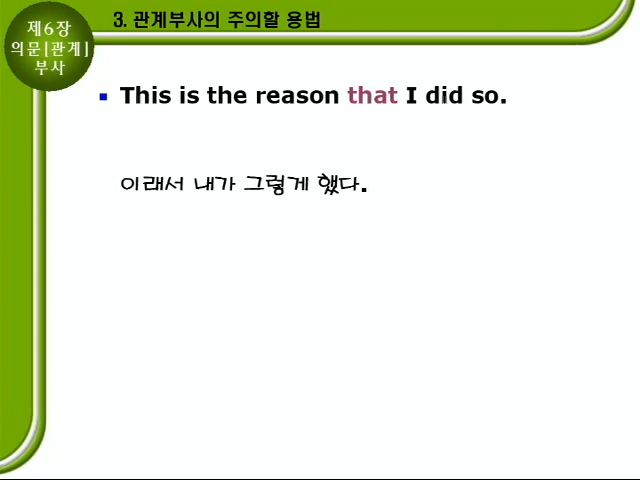 제6장
의문[관계]
부사
3. 관계부사의 주의할 용법
This is the reason that I did so.
이래서 내가 그렇게 했다.